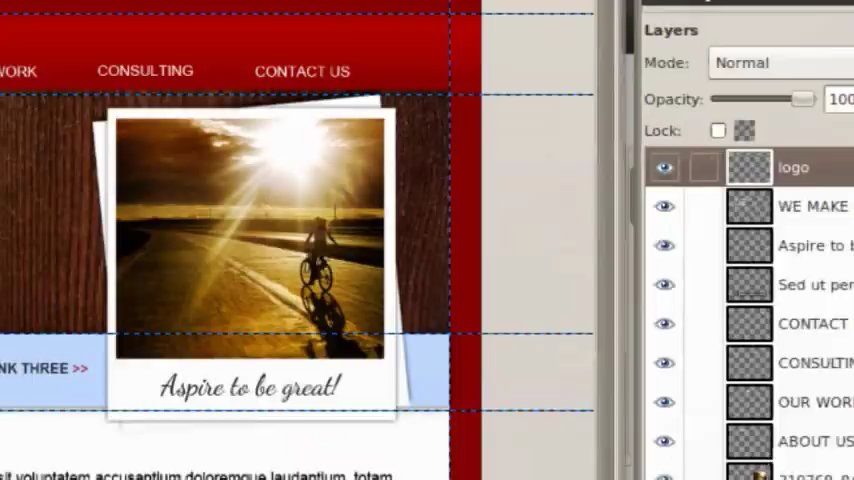 Layers
WORK CONSULTING CONTACT US
Mode: Normal
Opacity: 100
Lock:
logo
WE MAKE
Aspire to b
Sed ut per
CONTACT
CONSULTIN
OUR WOR
ABOUT US
NK THREE >>
Aspire to be great!
sit voluptatem accusantium doloremque laudantium, totam